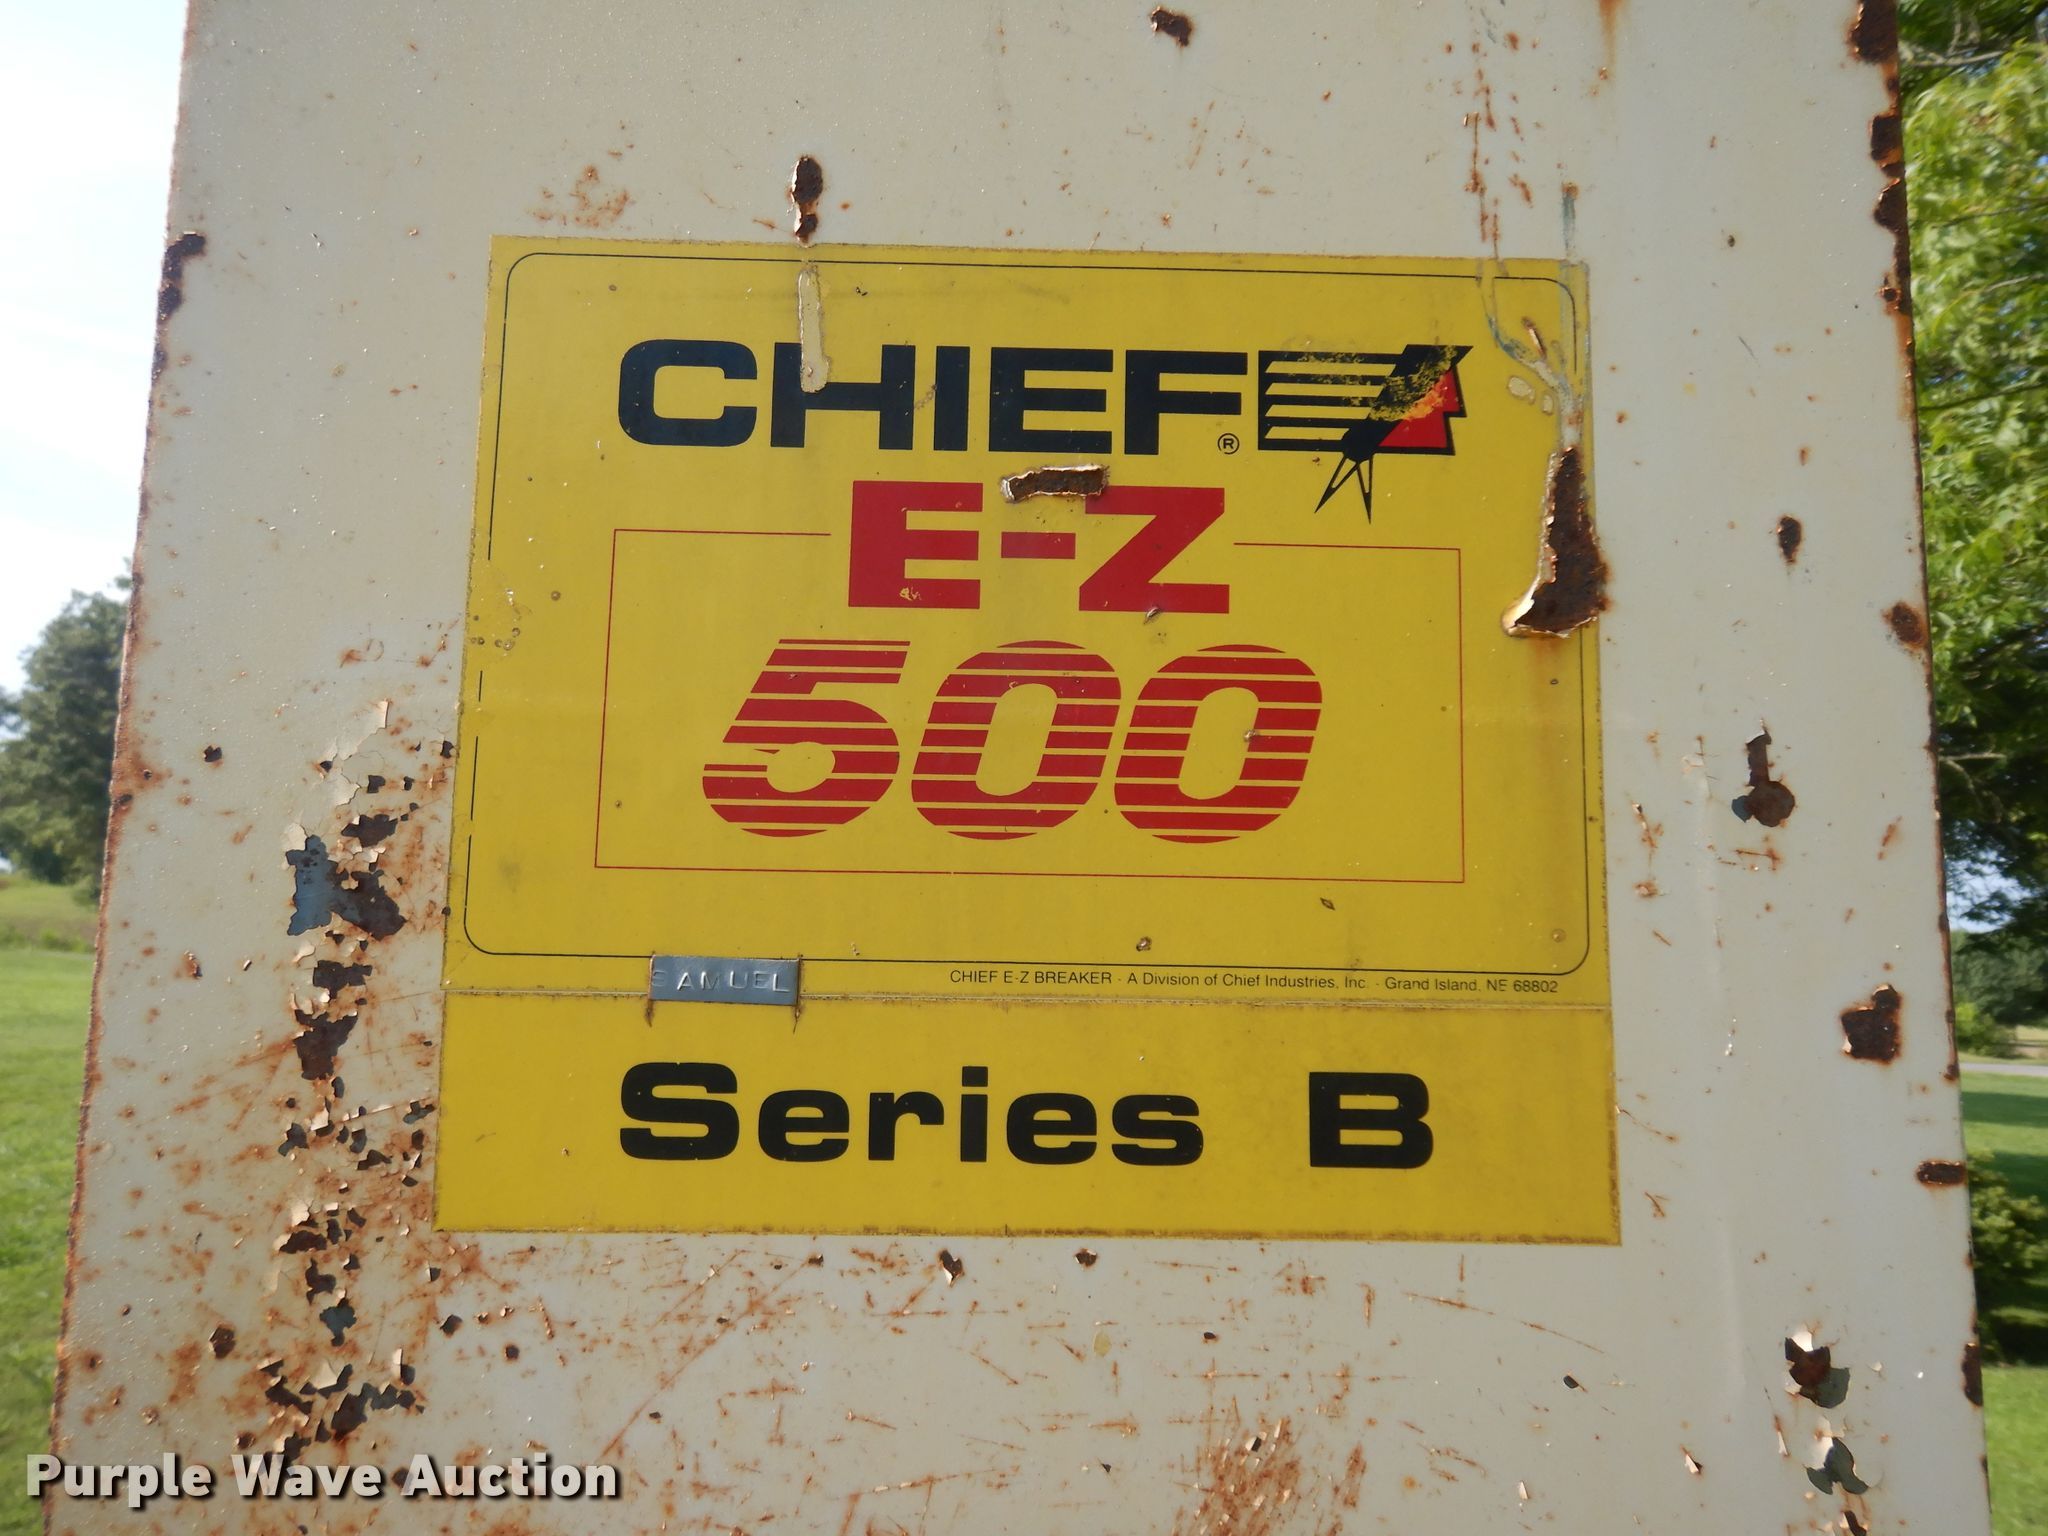 CHIEF®
E-Z
500
SAMUEL
CHIEF E-Z BREAKER - A Division of Chief Industries, Inc. - Grand Island, NE 68802
Series B
Purple Wave Auction